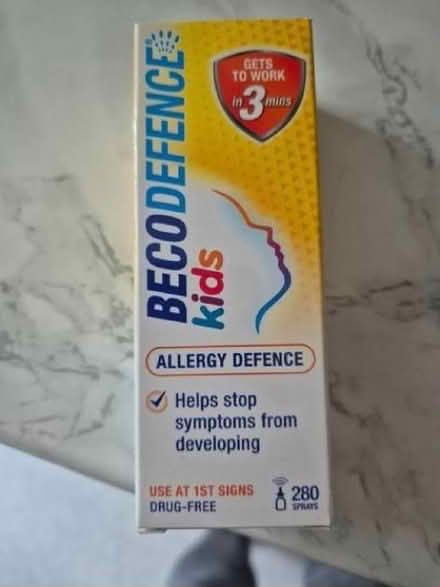 BECODEFENCE®
kids
GETS
TO WORK
in 3 mins
ALLERGY DEFENCE
Helps stop
symptoms from
developing
USE AT 1ST SIGNS
DRUG-FREE
280
SPRAYS